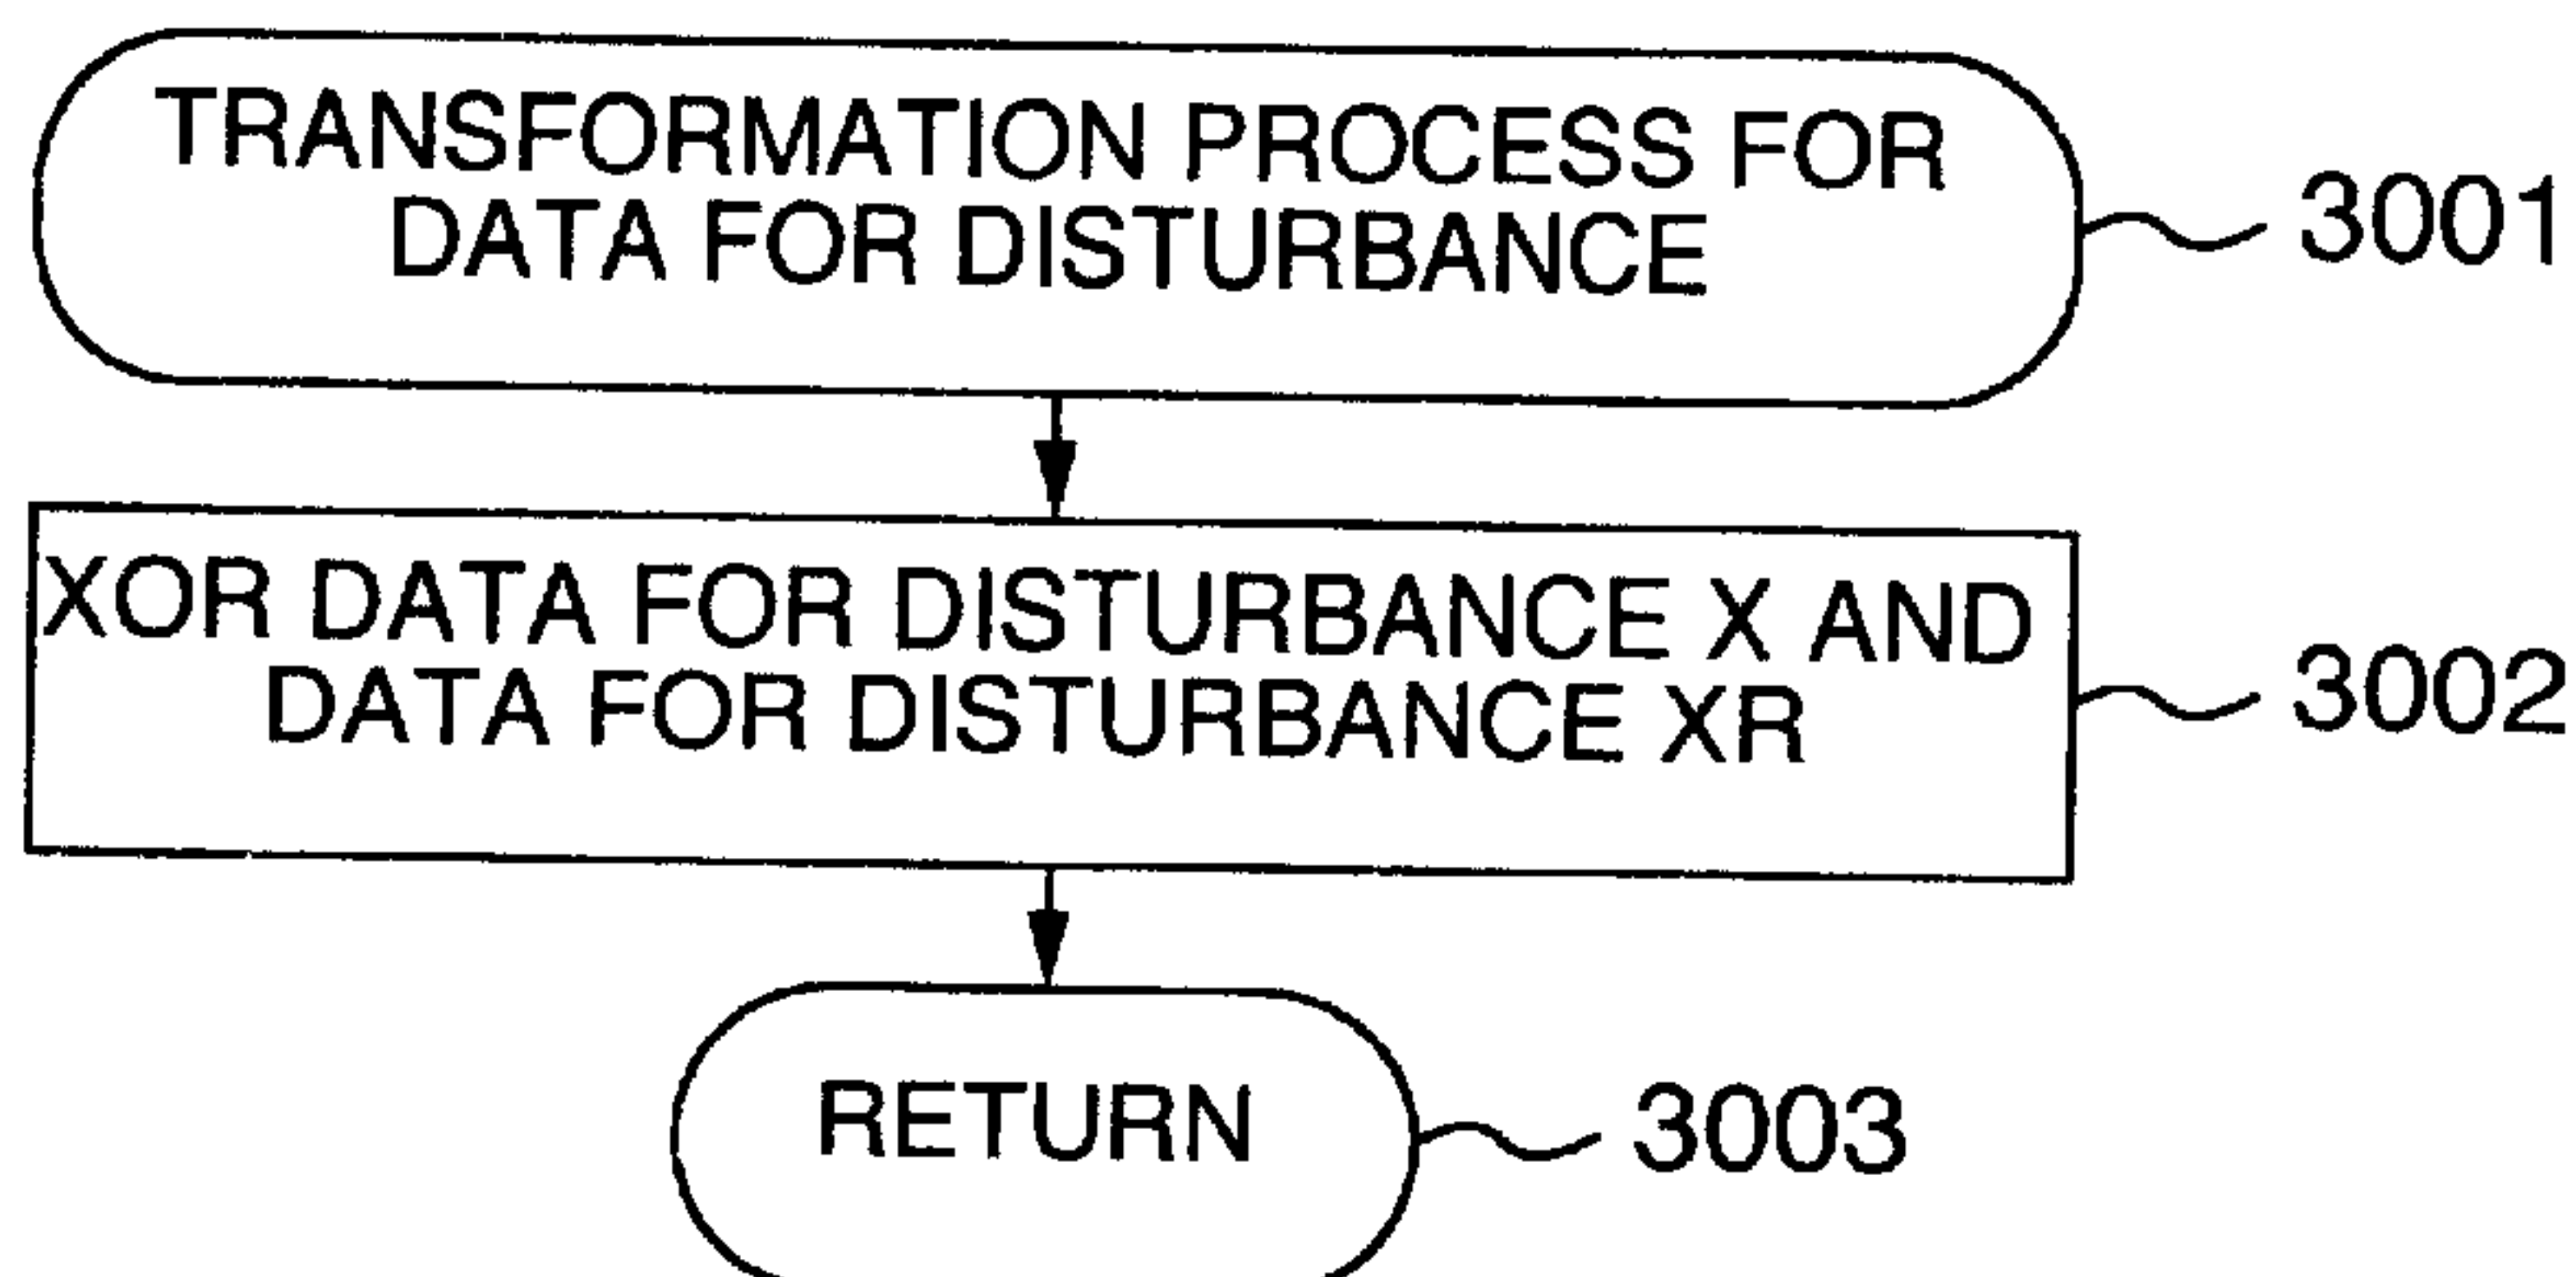 TRANSFORMATION PROCESS FOR
DATA FOR DISTURBANCE
3001
XOR DATA FOR DISTURBANCE X AND
DATA FOR DISTURBANCE XR
3002
RETURN
3003